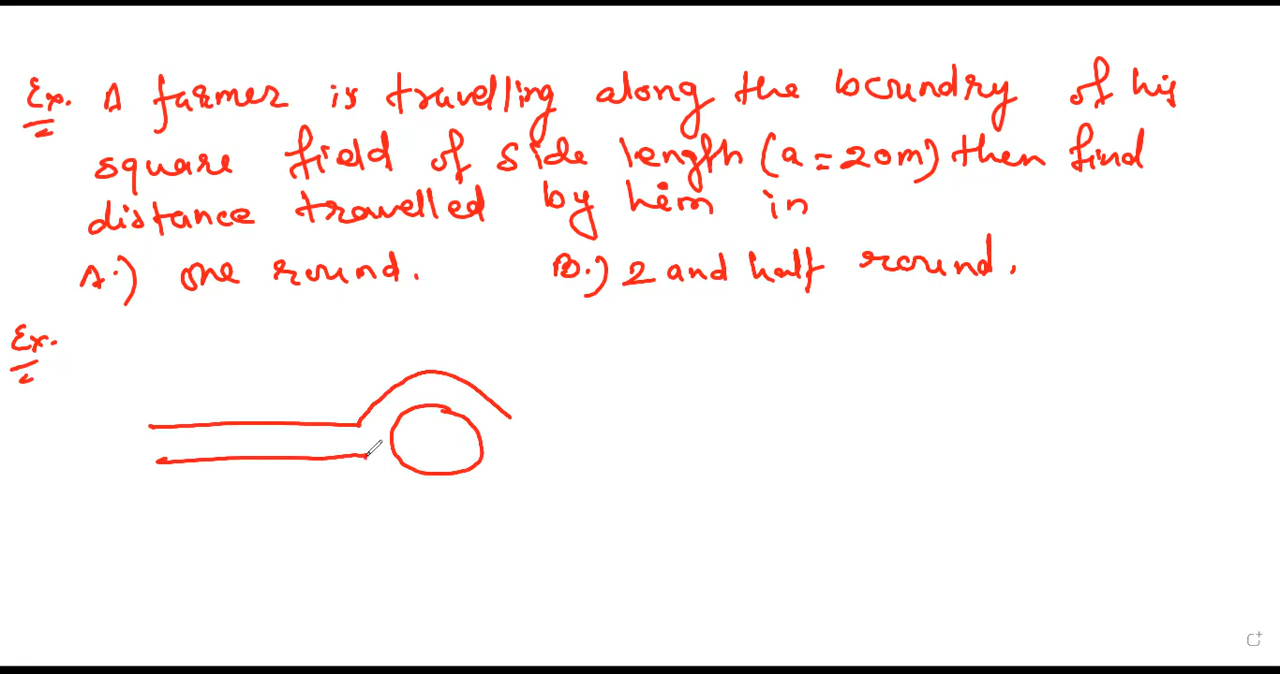 Ex. A farmer is travelling along the boundry of his
square field of side length (a = 20m) then find
distance travelled by him in
A.) one round. B.) 2 and half round.
Ex.